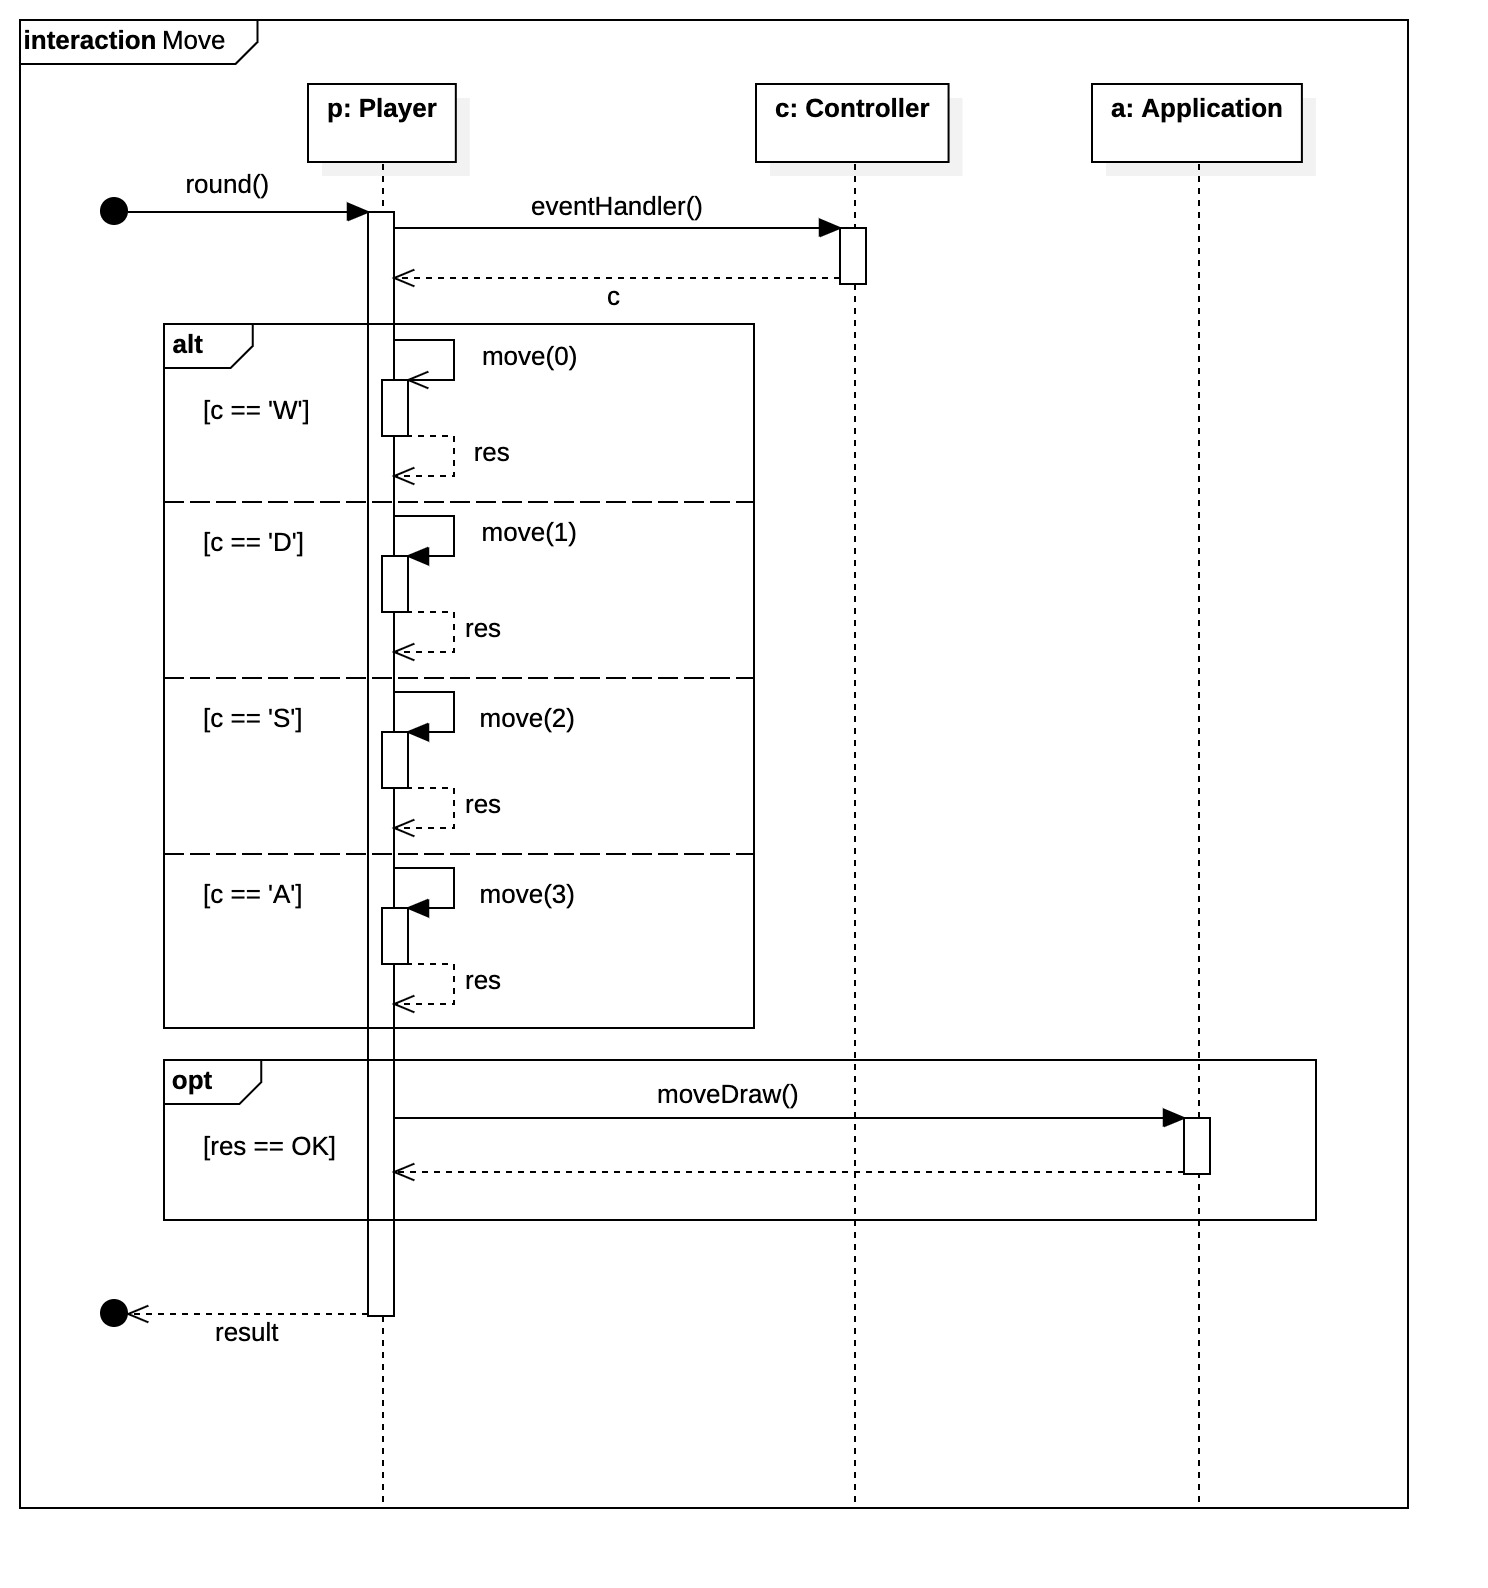 interaction Move
p: Player
c: Controller
a: Application
round()
eventHandler()
c
alt
move(0)
[c == 'W']
res
move(1)
[c == 'D']
res
move(2)
[c == 'S']
res
move(3)
[c == 'A']
res
opt
moveDraw()
[res == OK]
result